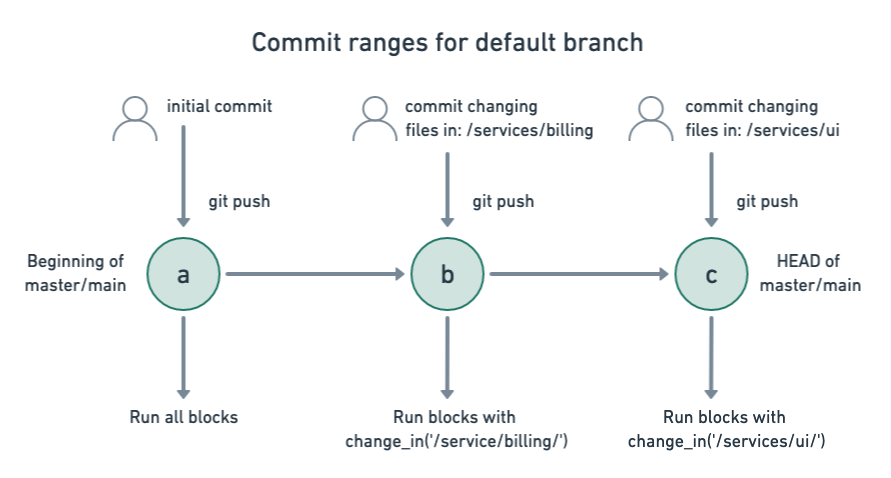 Commit ranges for default branch
initial commit
commit changing
files in: /services/billing
commit changing
files in: /services/ui
git push
git push
git push
Beginning of
master/main
a
b
c
HEAD of
master/main
Run all blocks
Run blocks with
change_in('/service/billing/')
Run blocks with
change_in('/services/ui/')